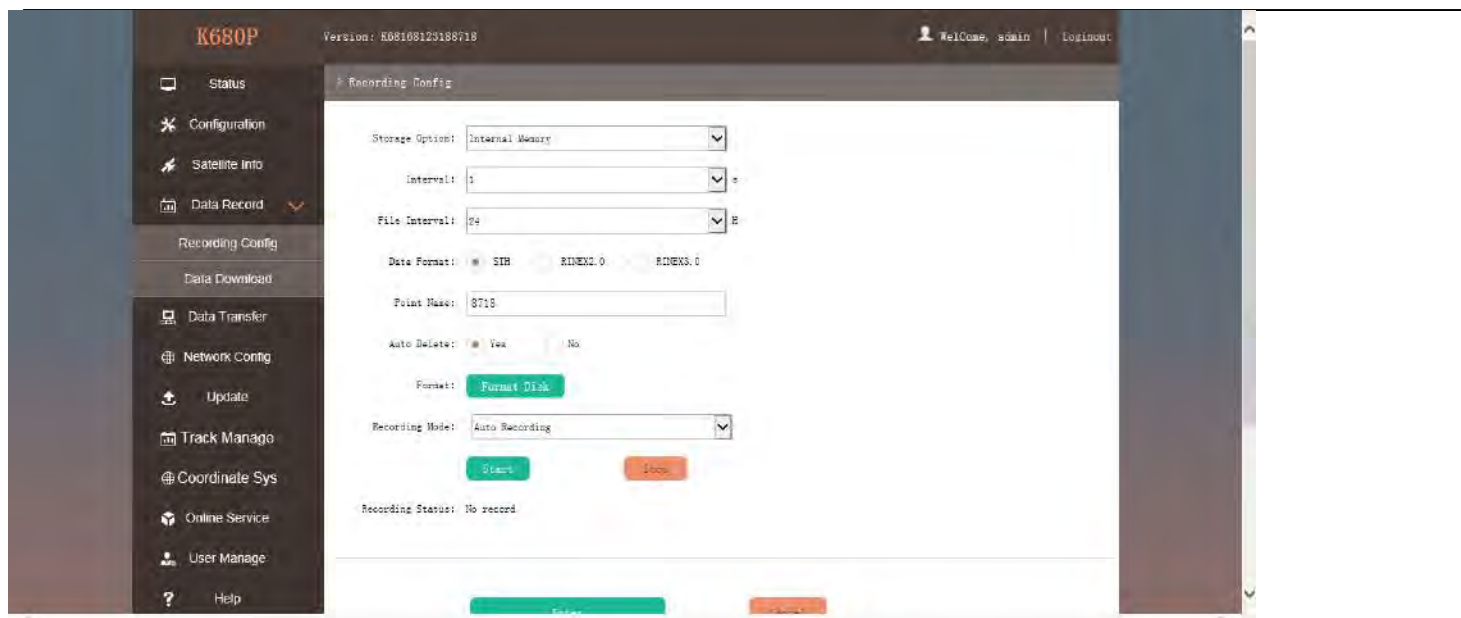 K680P
Version: K68168123188718
WelCome, admin | Loginout
Status
Configuration
Satellite Info
Data Record
Recording Config
Data Download
Data Transfer
Network Config
Update
Track Manage
Coordinate Sys
Online Service
User Manage
Help
> Recording Config
Storage Option: Internal Memory
Interval: 1 s
File Interval: 24 H
Data Format: STH RINEX2.0 RINEX3.0
Point Name: 8718
Auto Delete: Yes No
Format: Format Disk
Recording Mode: Auto Recording
Start Stop
Recording Status: No record
Enter